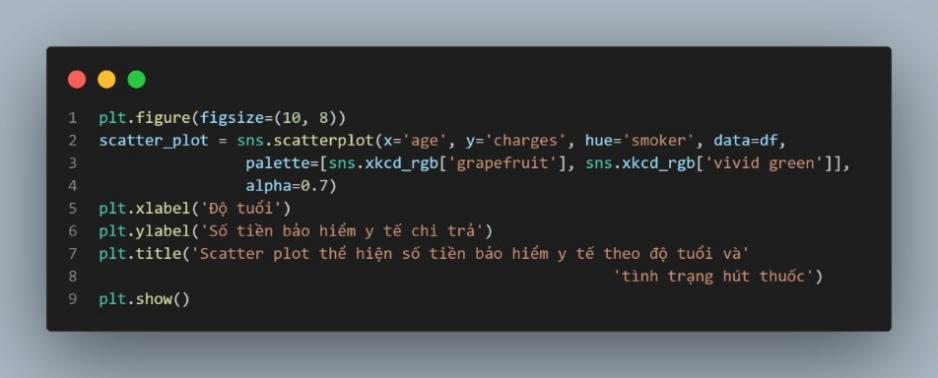 1 plt.figure(figsize=(10, 8))
2 scatter_plot = sns.scatterplot(x='age', y='charges', hue='smoker', data=df,
3 palette=[sns.xkcd_rgb['grapefruit'], sns.xkcd_rgb['vivid green']],
4 alpha=0.7)
5 plt.xlabel('Độ tuổi')
6 plt.ylabel('Số tiền bảo hiểm y tế chi trả')
7 plt.title('Scatter plot thể hiện số tiền bảo hiểm y tế theo độ tuổi và'
8 'tình trạng hút thuốc')
9 plt.show()